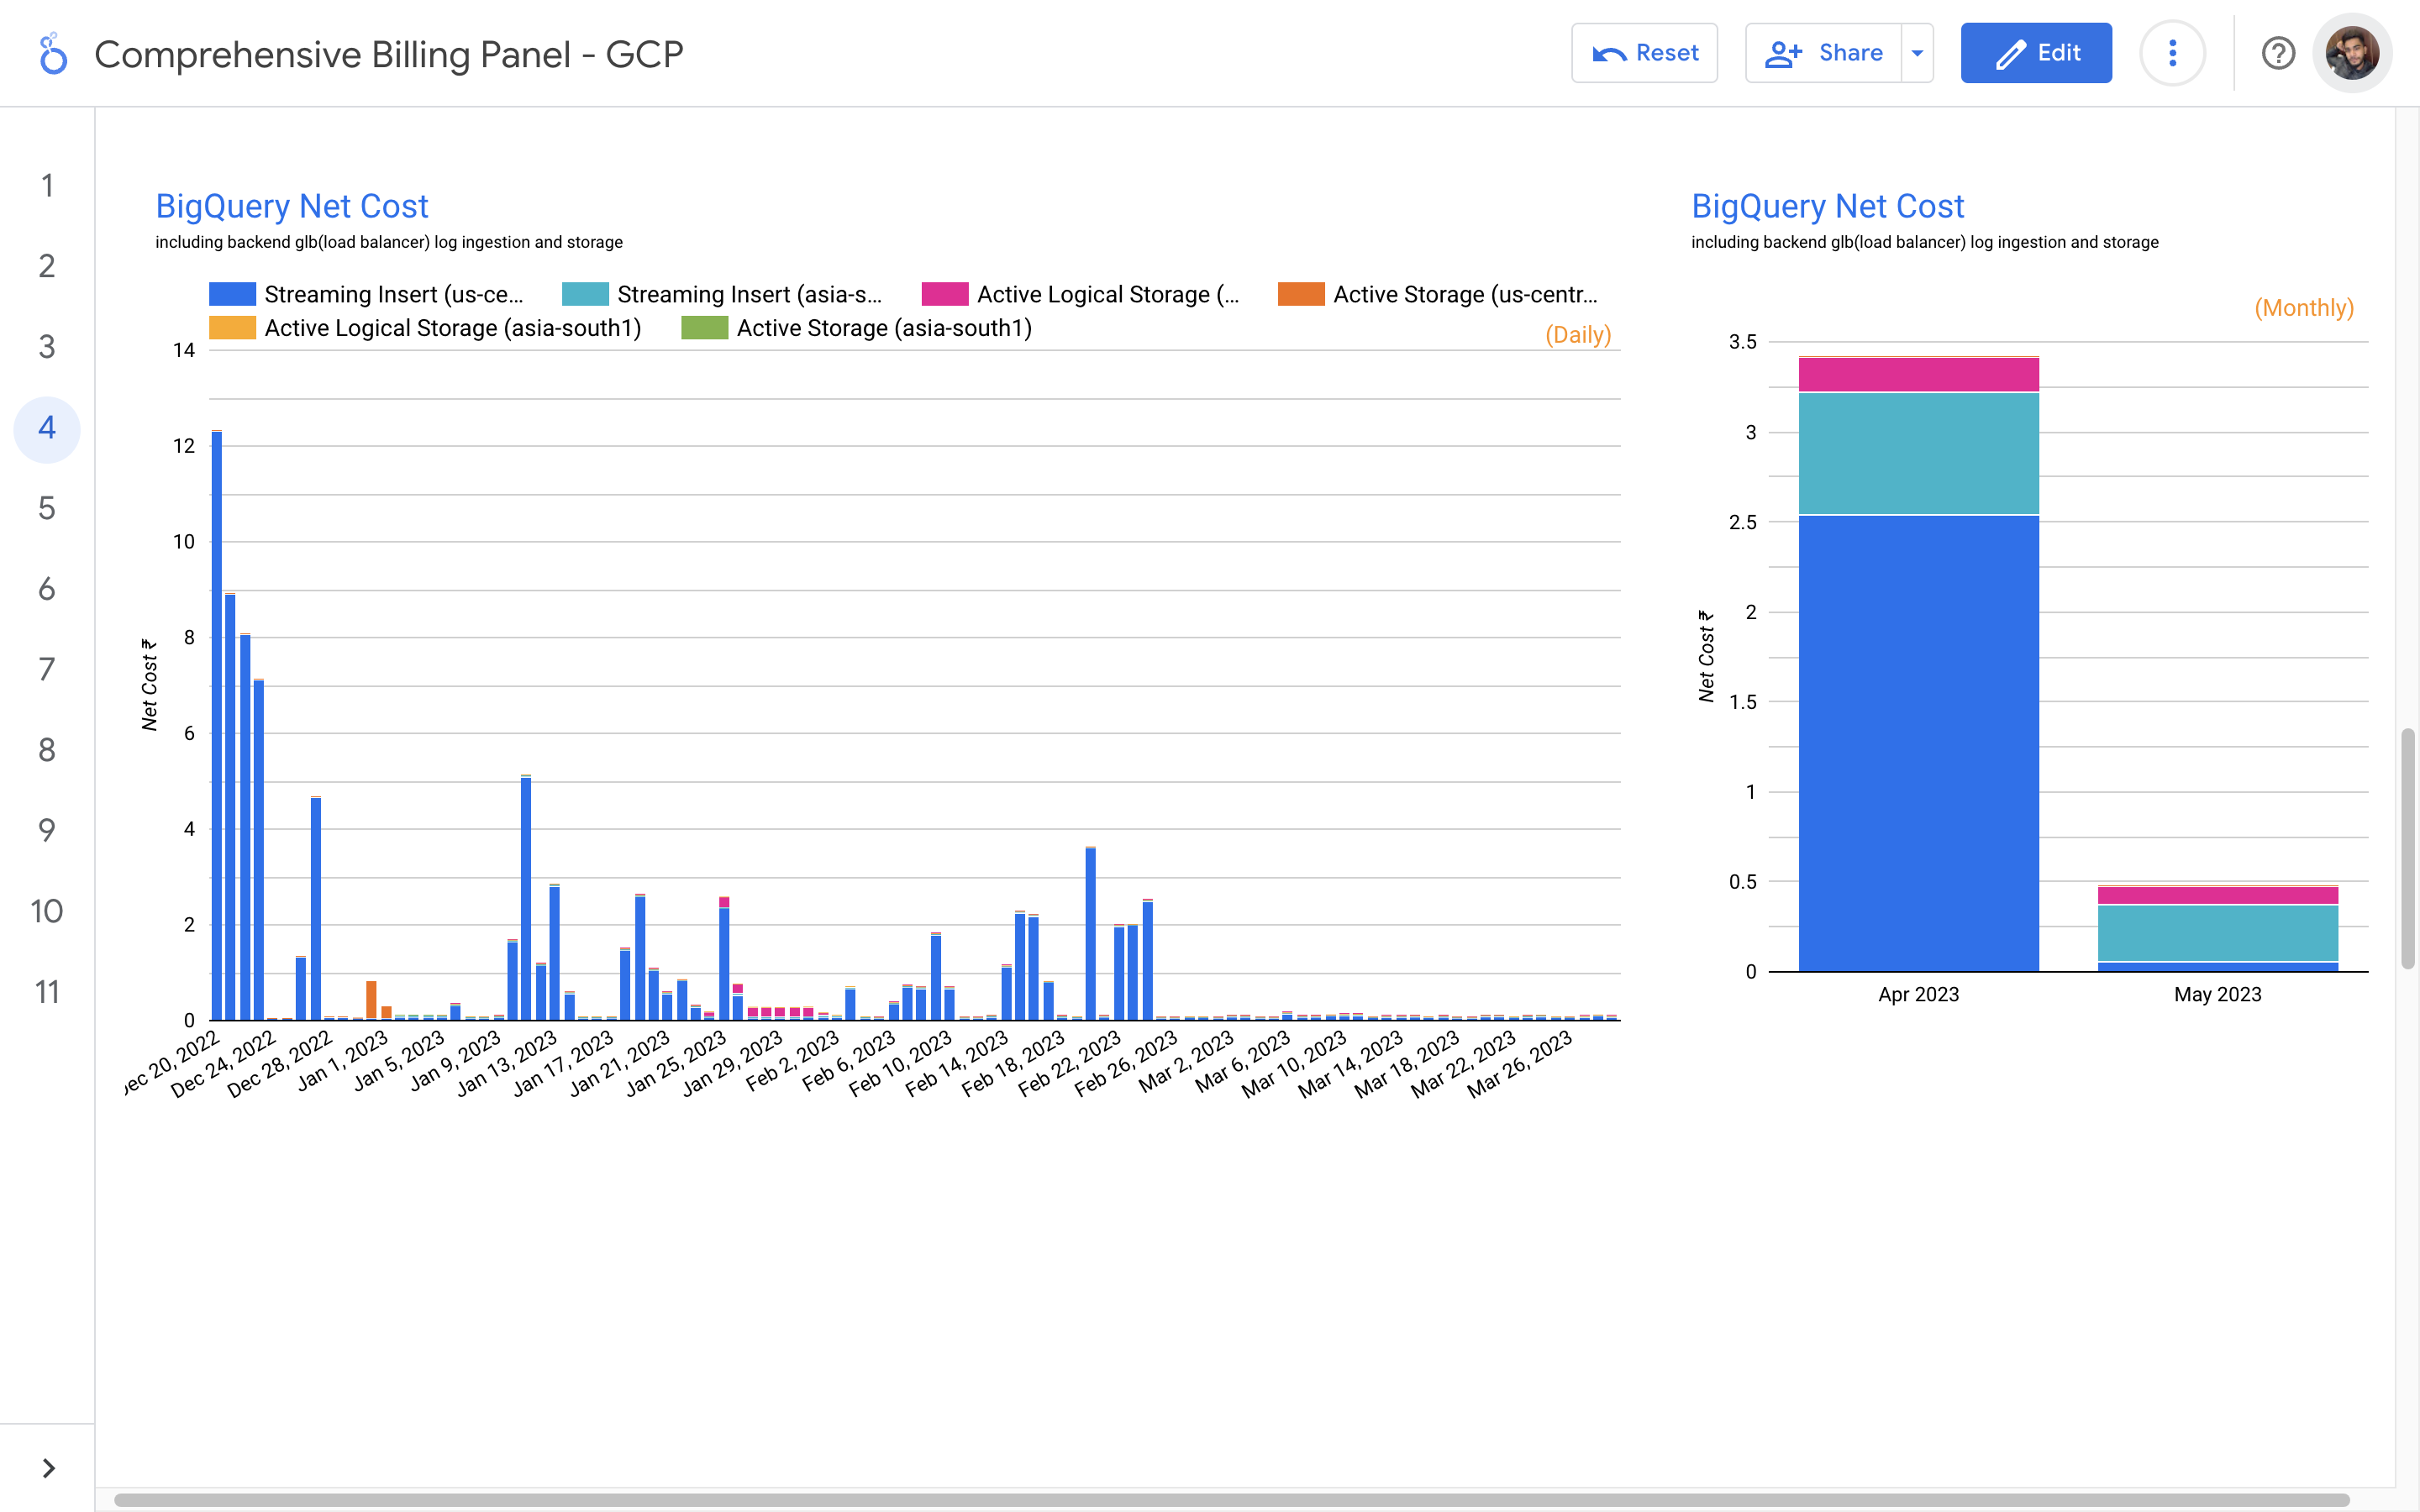 Comprehensive Billing Panel - GCP
Reset
Share
Edit
1
2
3
4
5
6
7
8
9
10
11
BigQuery Net Cost
including backend glb(load balancer) log ingestion and storage
Streaming Insert (us-ce...
Streaming Insert (asia-s...
Active Logical Storage (...
Active Storage (us-centr...
Active Logical Storage (asia-south1)
Active Storage (asia-south1)
(Daily)
14
12
10
8
6
4
2
0
Net Cost ₹
ec 20, 2022
Dec 24, 2022
Dec 28, 2022
Jan 1, 2023
Jan 5, 2023
Jan 9, 2023
Jan 13, 2023
Jan 17, 2023
Jan 21, 2023
Jan 25, 2023
Jan 29, 2023
Feb 2, 2023
Feb 6, 2023
Feb 10, 2023
Feb 14, 2023
Feb 18, 2023
Feb 22, 2023
Feb 26, 2023
Mar 2, 2023
Mar 6, 2023
Mar 10, 2023
Mar 14, 2023
Mar 18, 2023
Mar 22, 2023
Mar 26, 2023
BigQuery Net Cost
including backend glb(load balancer) log ingestion and storage
(Monthly)
3.5
3
2.5
2
1.5
1
0.5
0
Net Cost ₹
Apr 2023
May 2023